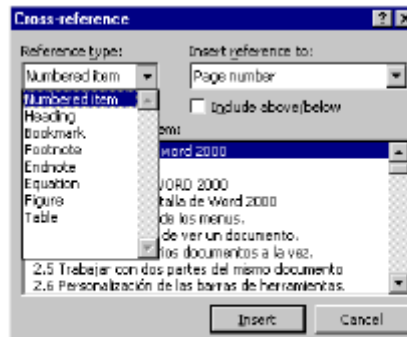 Cross-reference
Reference type:
Insert reference to:
Numbered item
Page number
Include above/below
Numbered item
Heading
Bookmark
Footnote
Endnote
Equation
Figure
Table
em:
word 2000
WORD 2000
talla de Word 2000
de los menus.
de ver un documento.
ios documentos a la vez.
2.5 Trabajar con dos partes del mismo documento
2.6 Personalización de las barras de herramientas.
Insert
Cancel